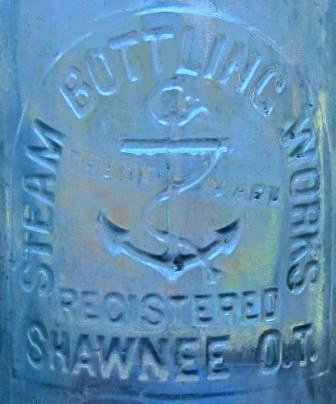 STEAM BOTTLING WORKS
TRADE MARK
REGISTERED
SHAWNEE O.T.